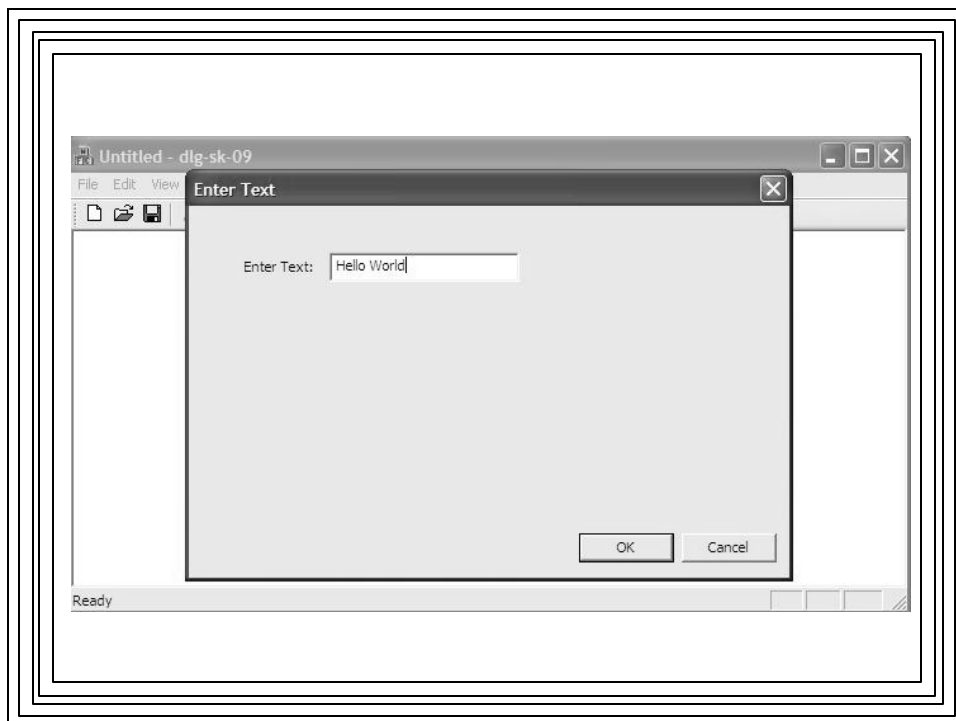 Untitled - dlg-sk-09
File Edit View
Enter Text
Enter Text: Hello World
OK Cancel
Ready